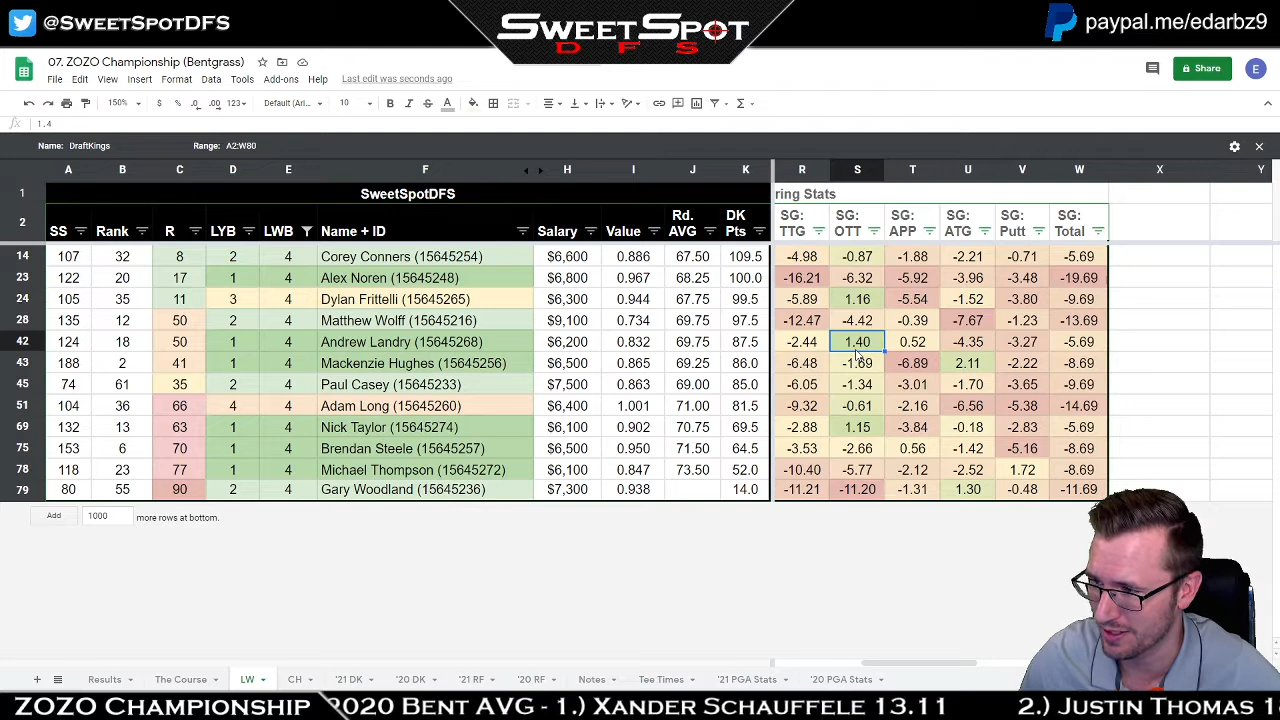 @SweetSpotDFS
SWEETSPOT
DFS
paypal.me/edarbz9
07. ZOZO Championship (Bentgrass)
File Edit View Insert Format Data Tools Add-ons Help Last edit was seconds ago
Share
E
150% $ % .0 .00 123 Default (Ari... 10 B I S A
fx 1.4
Name: DraftKings Range: A2:W80
A B C D E F H I J K R S T U V W X Y
1 SweetSpotDFS ring Stats
2 SS Rank R LYB LWB Name + ID Salary Value Rd. AVG DK Pts SG: TTG SG: OTT SG: APP SG: ATG SG: Putt SG: Total
14 107 32 8 2 4 Corey Conners (15645254) $6,600 0.886 67.50 109.5 -4.98 -0.87 -1.88 -2.21 -0.71 -5.69
23 122 20 17 1 4 Alex Noren (15645248) $6,800 0.967 68.25 100.0 -16.21 -6.32 -5.92 -3.96 -3.48 -19.69
24 105 35 11 3 4 Dylan Frittelli (15645265) $6,300 0.944 67.75 99.5 -5.89 1.16 -5.54 -1.52 -3.80 -9.69
28 135 12 50 2 4 Matthew Wolff (15645216) $9,100 0.734 69.75 97.5 -12.47 -4.42 -0.39 -7.67 -1.23 -13.69
42 124 18 50 1 4 Andrew Landry (15645268) $6,200 0.832 69.75 87.5 -2.44 1.40 0.52 -4.35 -3.27 -5.69
43 188 2 41 1 4 Mackenzie Hughes (15645256) $6,500 0.865 69.25 86.0 -6.48 -1.69 -6.89 2.11 -2.22 -8.69
45 74 61 35 2 4 Paul Casey (15645233) $7,500 0.863 69.00 85.0 -6.05 -1.34 -3.01 -1.70 -3.65 -9.69
51 104 36 66 4 4 Adam Long (15645260) $6,400 1.001 71.00 81.5 -9.32 -0.61 -2.16 -6.56 -5.38 -14.69
69 132 13 63 1 4 Nick Taylor (15645274) $6,100 0.902 70.75 69.5 -2.88 1.15 -3.84 -0.18 -2.83 -5.69
75 153 6 70 1 4 Brendan Steele (15645257) $6,500 0.950 71.50 64.5 -3.53 -2.66 0.56 -1.42 -5.16 -8.69
78 118 23 77 1 4 Michael Thompson (15645272) $6,100 0.847 73.50 52.0 -10.40 -5.77 -2.12 -2.52 1.72 -8.69
79 80 55 90 2 4 Gary Woodland (15645236) $7,300 0.938 14.0 -11.21 -11.20 -1.31 1.30 -0.48 -11.69
Add 1000 more rows at bottom.
Results The Course LW CH '21 DK '20 DK '21 RF '20 RF Notes Tee Times '21 PGA Stats '20 PGA Stats
ZOZO CHAMPIONSHIP 2020 BENT AVG - 1.) XANDER SCHAUFFELE 13.11 2.) JUSTIN THOMAS 1